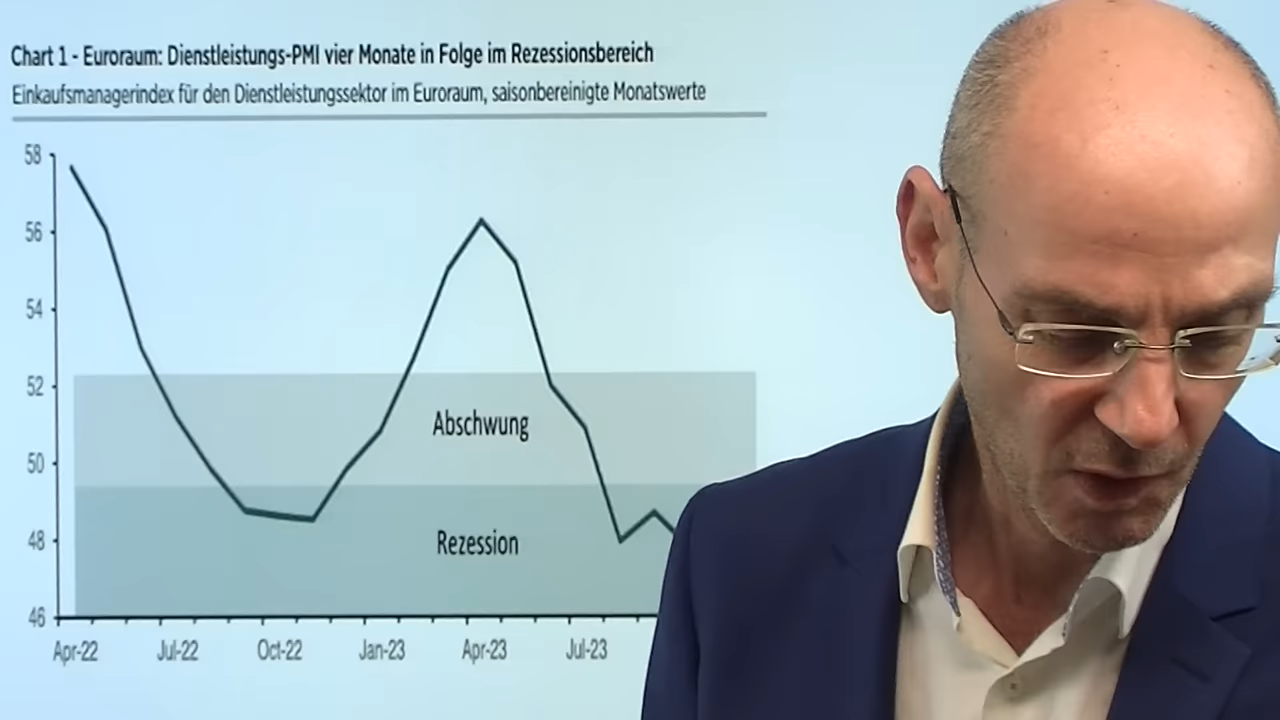 Chart 1 - Euroraum: Dienstleistungs-PMI vier Monate in Folge im Rezessionsbereich
Einkaufsmanagerindex für den Dienstleistungssektor im Euroraum, saisonbereinigte Monatswerte
58
56
54
52
50
48
46
Abschwung
Rezession
Apr-22
Jul-22
Oct-22
Jan-23
Apr-23
Jul-23